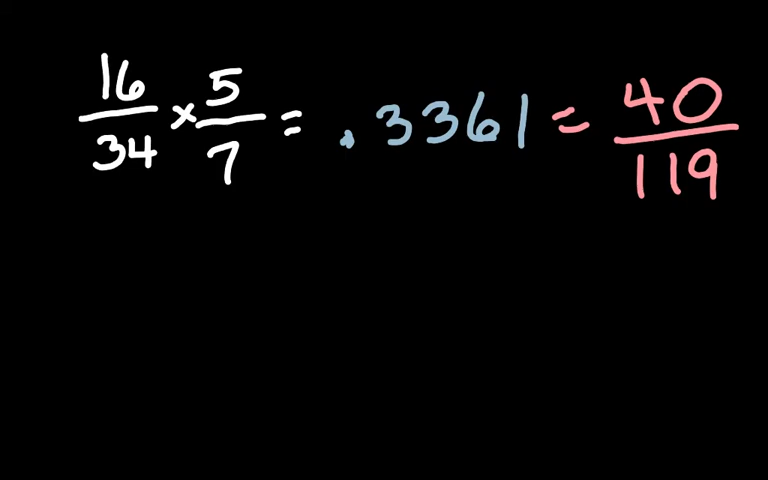 16/34 × 5/7 = .3361 = 40/119